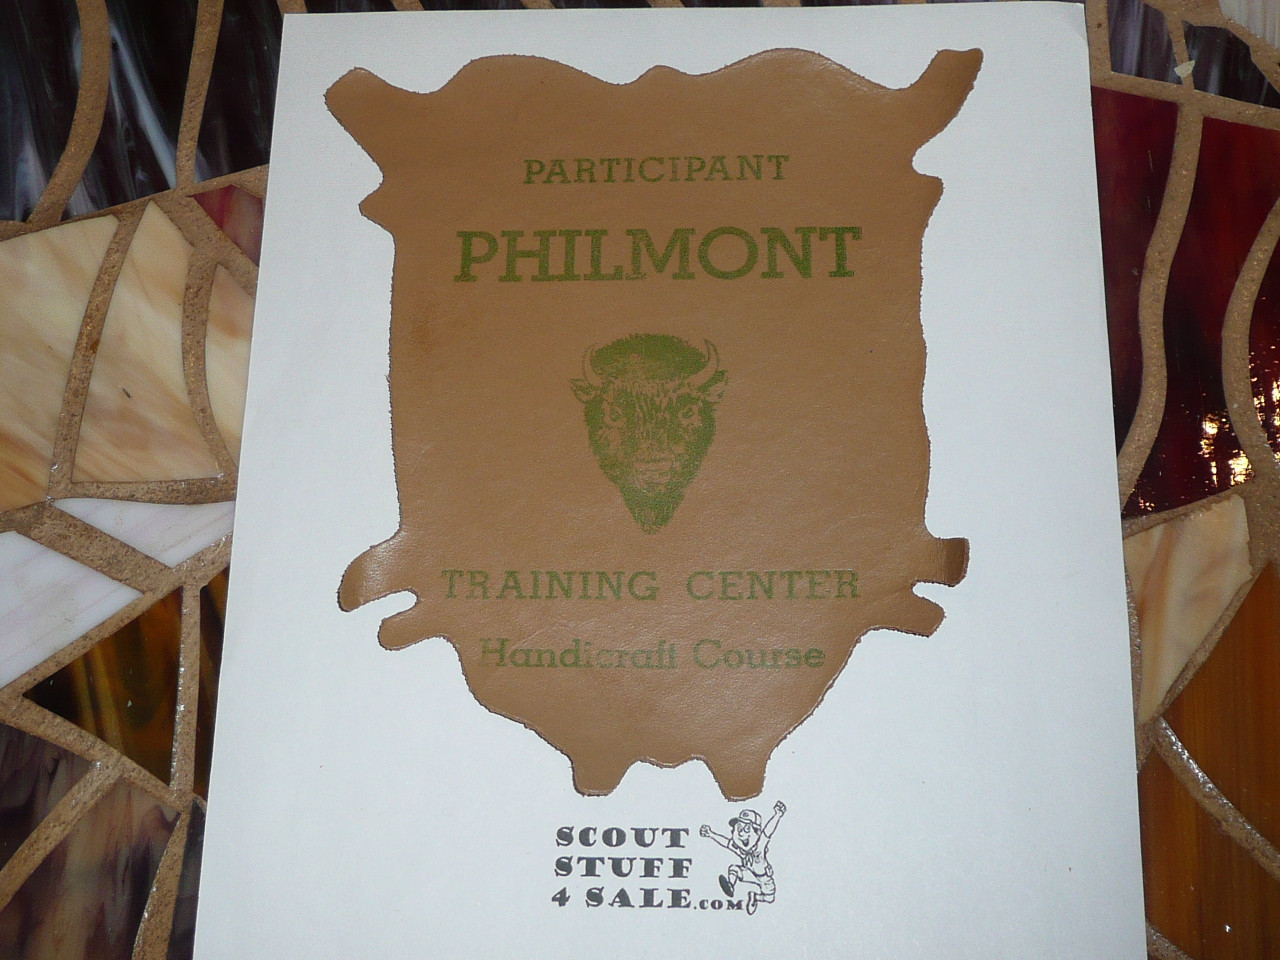 PARTICIPANT
PHILMONT
TRAINING CENTER
Handicraft Course
SCOUT
STUFF
4 SALE.COM